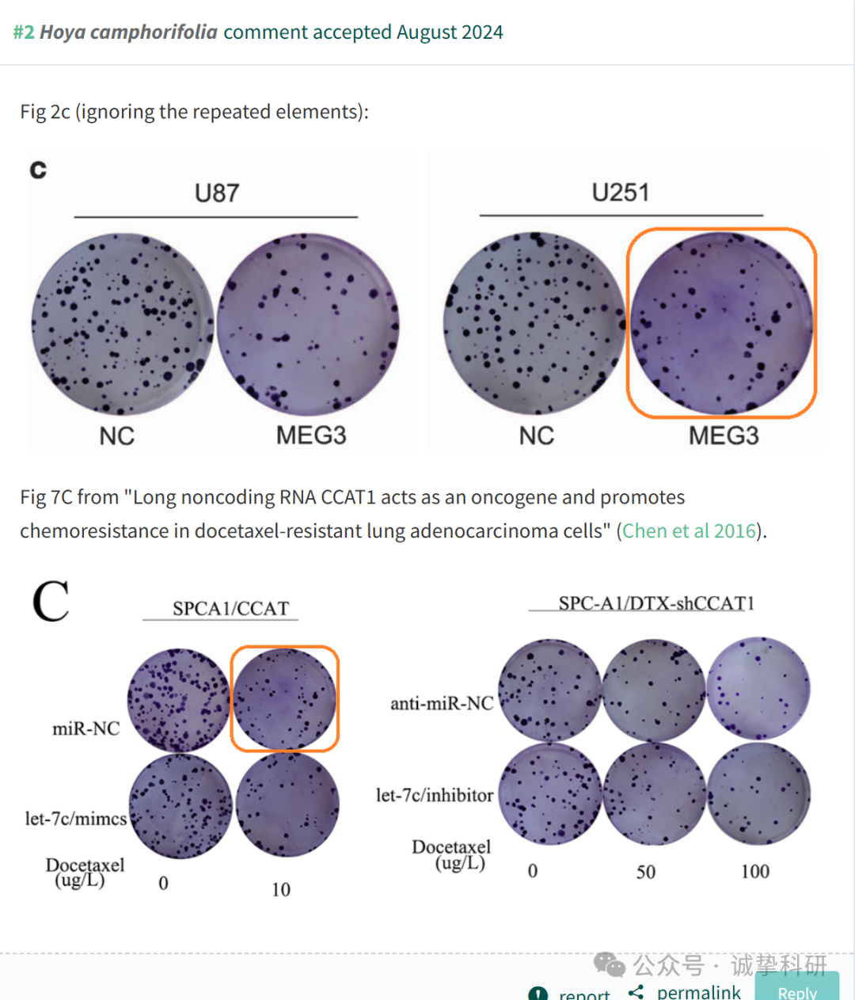 #2 Hoya camphorifolia comment accepted August 2024
Fig 2c (ignoring the repeated elements):
c
U87
U251
NC
MEG3
NC
MEG3
Fig 7C from "Long noncoding RNA CCAT1 acts as an oncogene and promotes
chemoresistance in docetaxel-resistant lung adenocarcinoma cells" (Chen et al 2016).
C
SPCA1/CCAT
SPC-A1/DTX-shCCAT1
miR-NC
anti-miR-NC
let-7c/mimcs
let-7c/inhibitor
Docetaxel
(ug/L)
0
10
Docetaxel
(ug/L)
0
50
100
公众号 · 诚挚科研
report
permalink
Reply